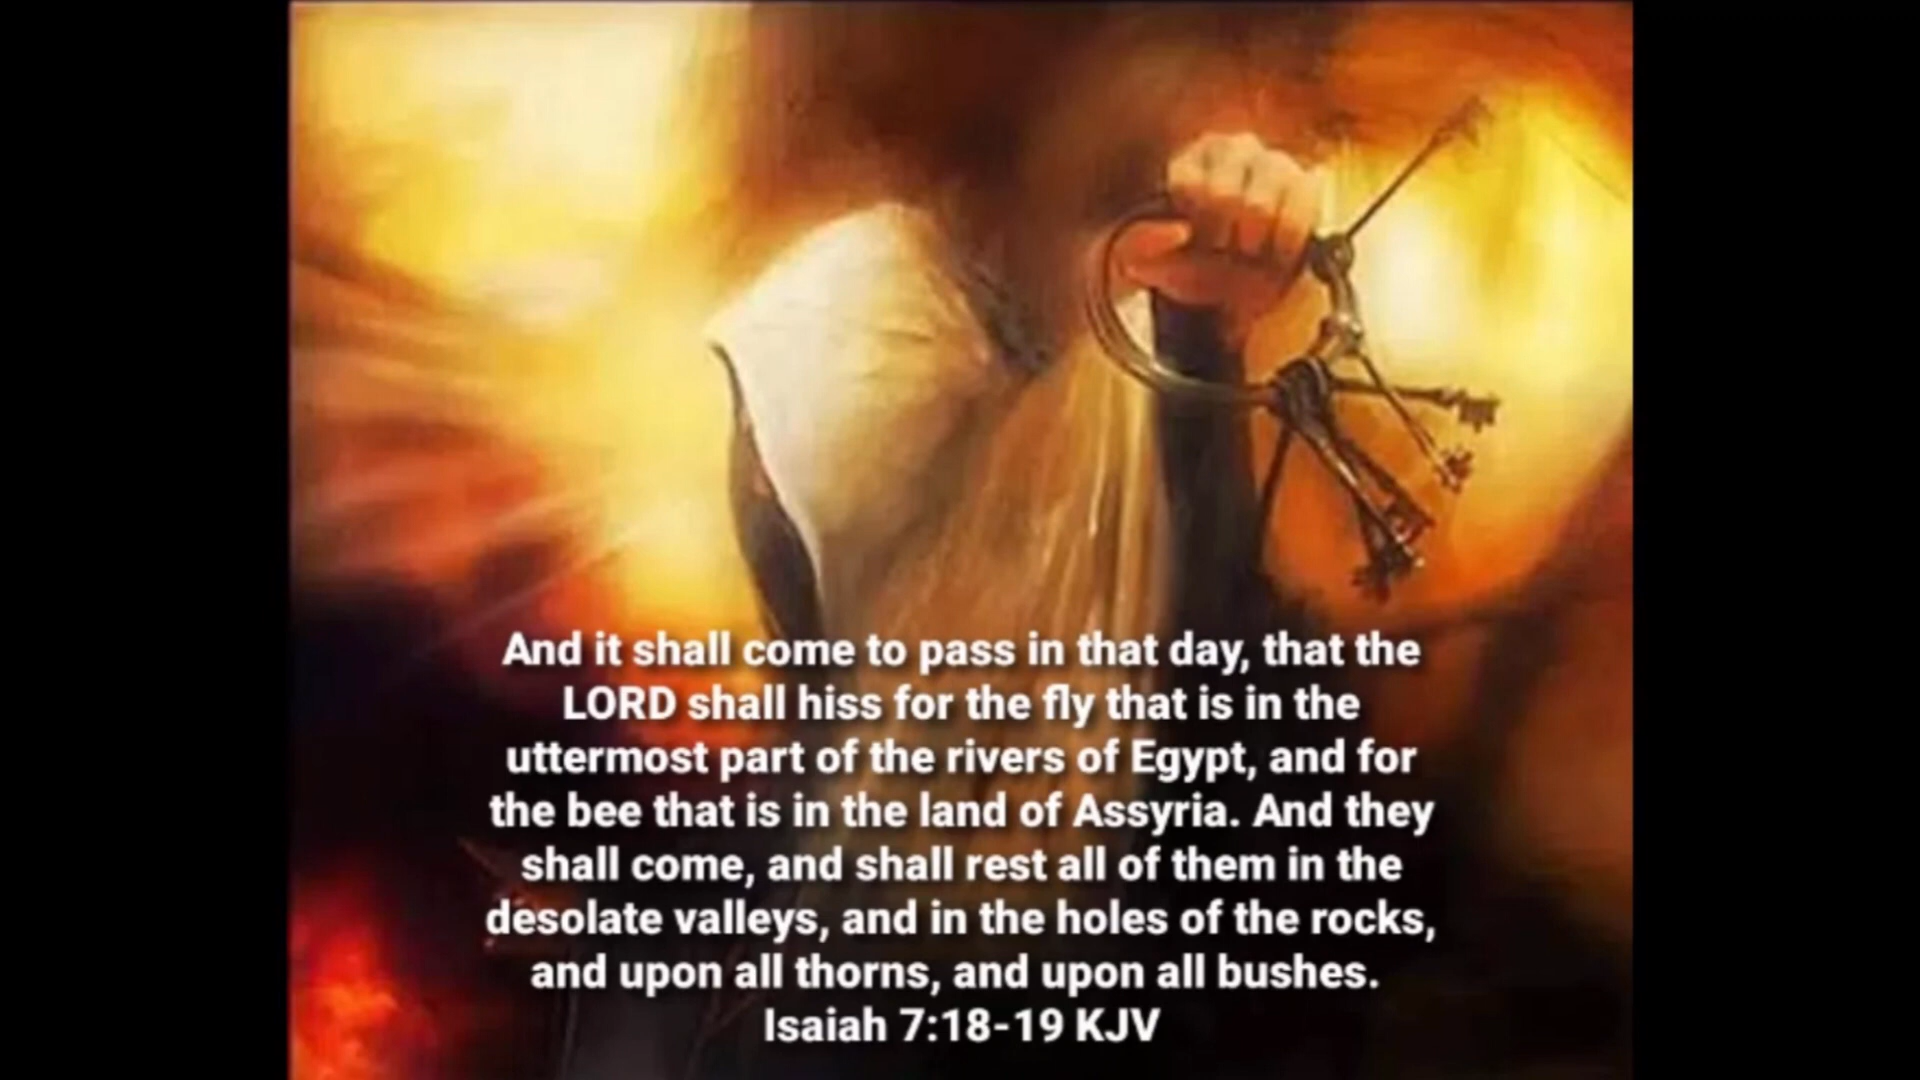 And it shall come to pass in that day, that the
LORD shall hiss for the fly that is in the
uttermost part of the rivers of Egypt, and for
the bee that is in the land of Assyria. And they
shall come, and shall rest all of them in the
desolate valleys, and in the holes of the rocks,
and upon all thorns, and upon all bushes.
Isaiah 7:18-19 KJV